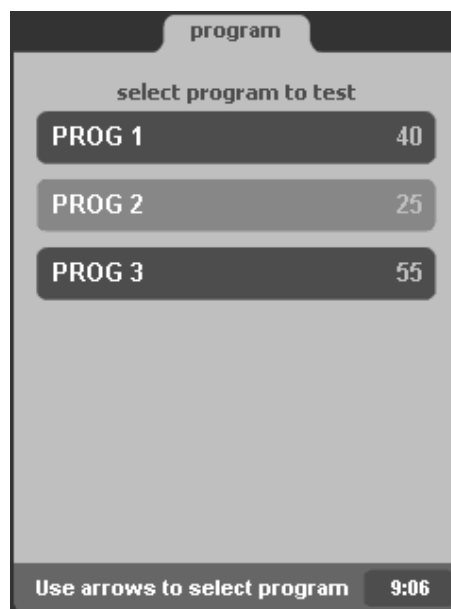 program
select program to test
PROG 1 40
PROG 2 25
PROG 3 55
Use arrows to select program 9:06